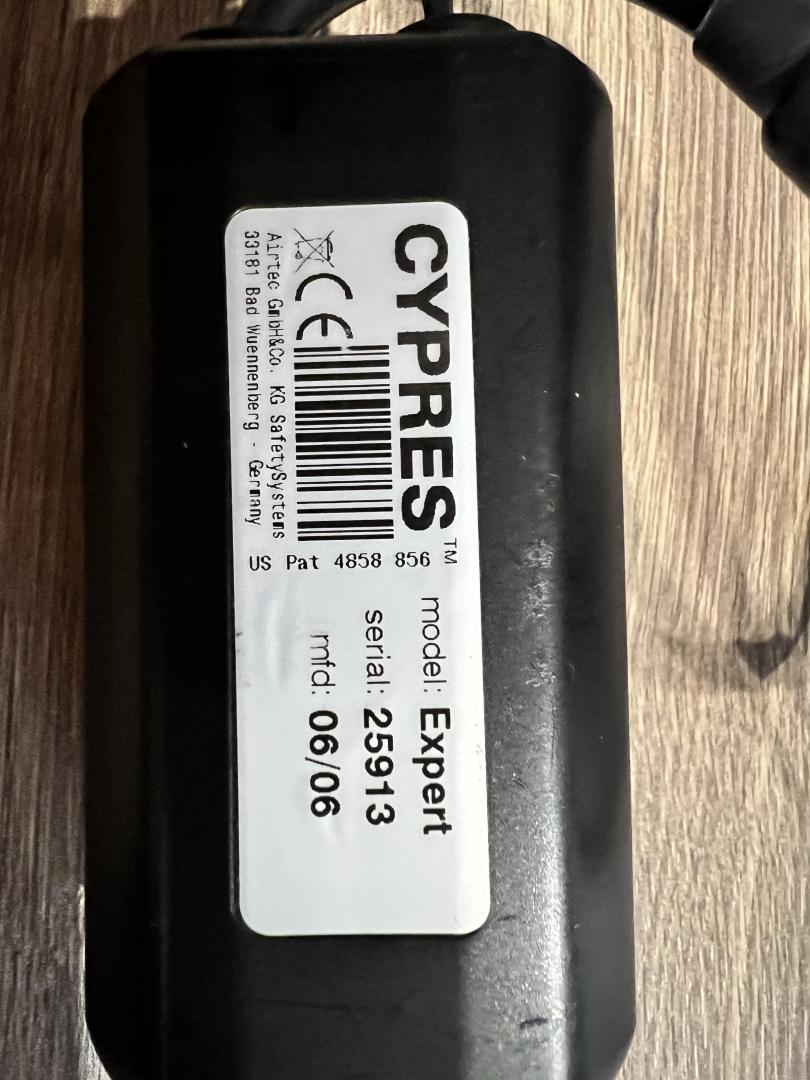 CYPRES™
CE
Airtec GmbH&Co. KG SafetySystems
33181 Bad Wuennenberg - Germany
US Pat 4858 856
model: Expert
serial: 25913
mfd: 06/06